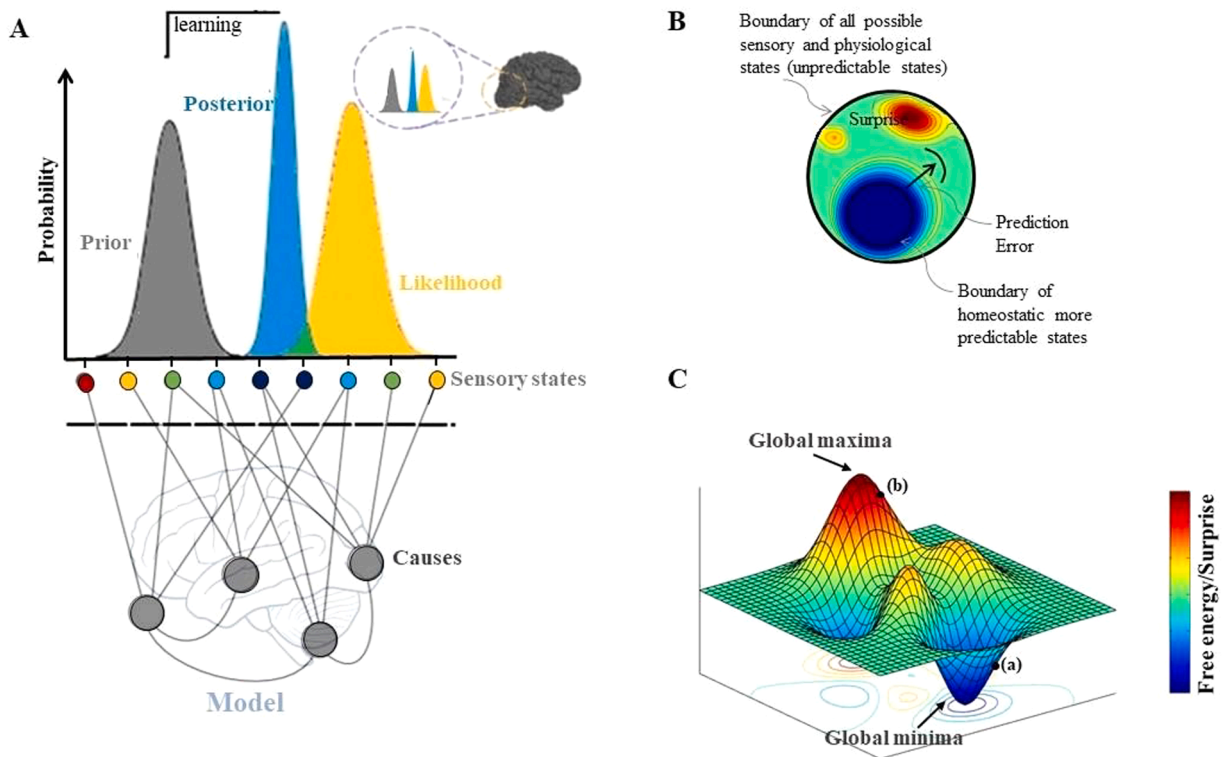 A
learning
Posterior
Probability
Prior
Likelihood
Sensory states
Causes
Model
B
Boundary of all possible
sensory and physiological
states (unpredictable states)
Surprise
Prediction
Error
Boundary of
homeostatic more
predictable states
C
Global maxima
(b)
(a)
Global minima
Free energy/Surprise